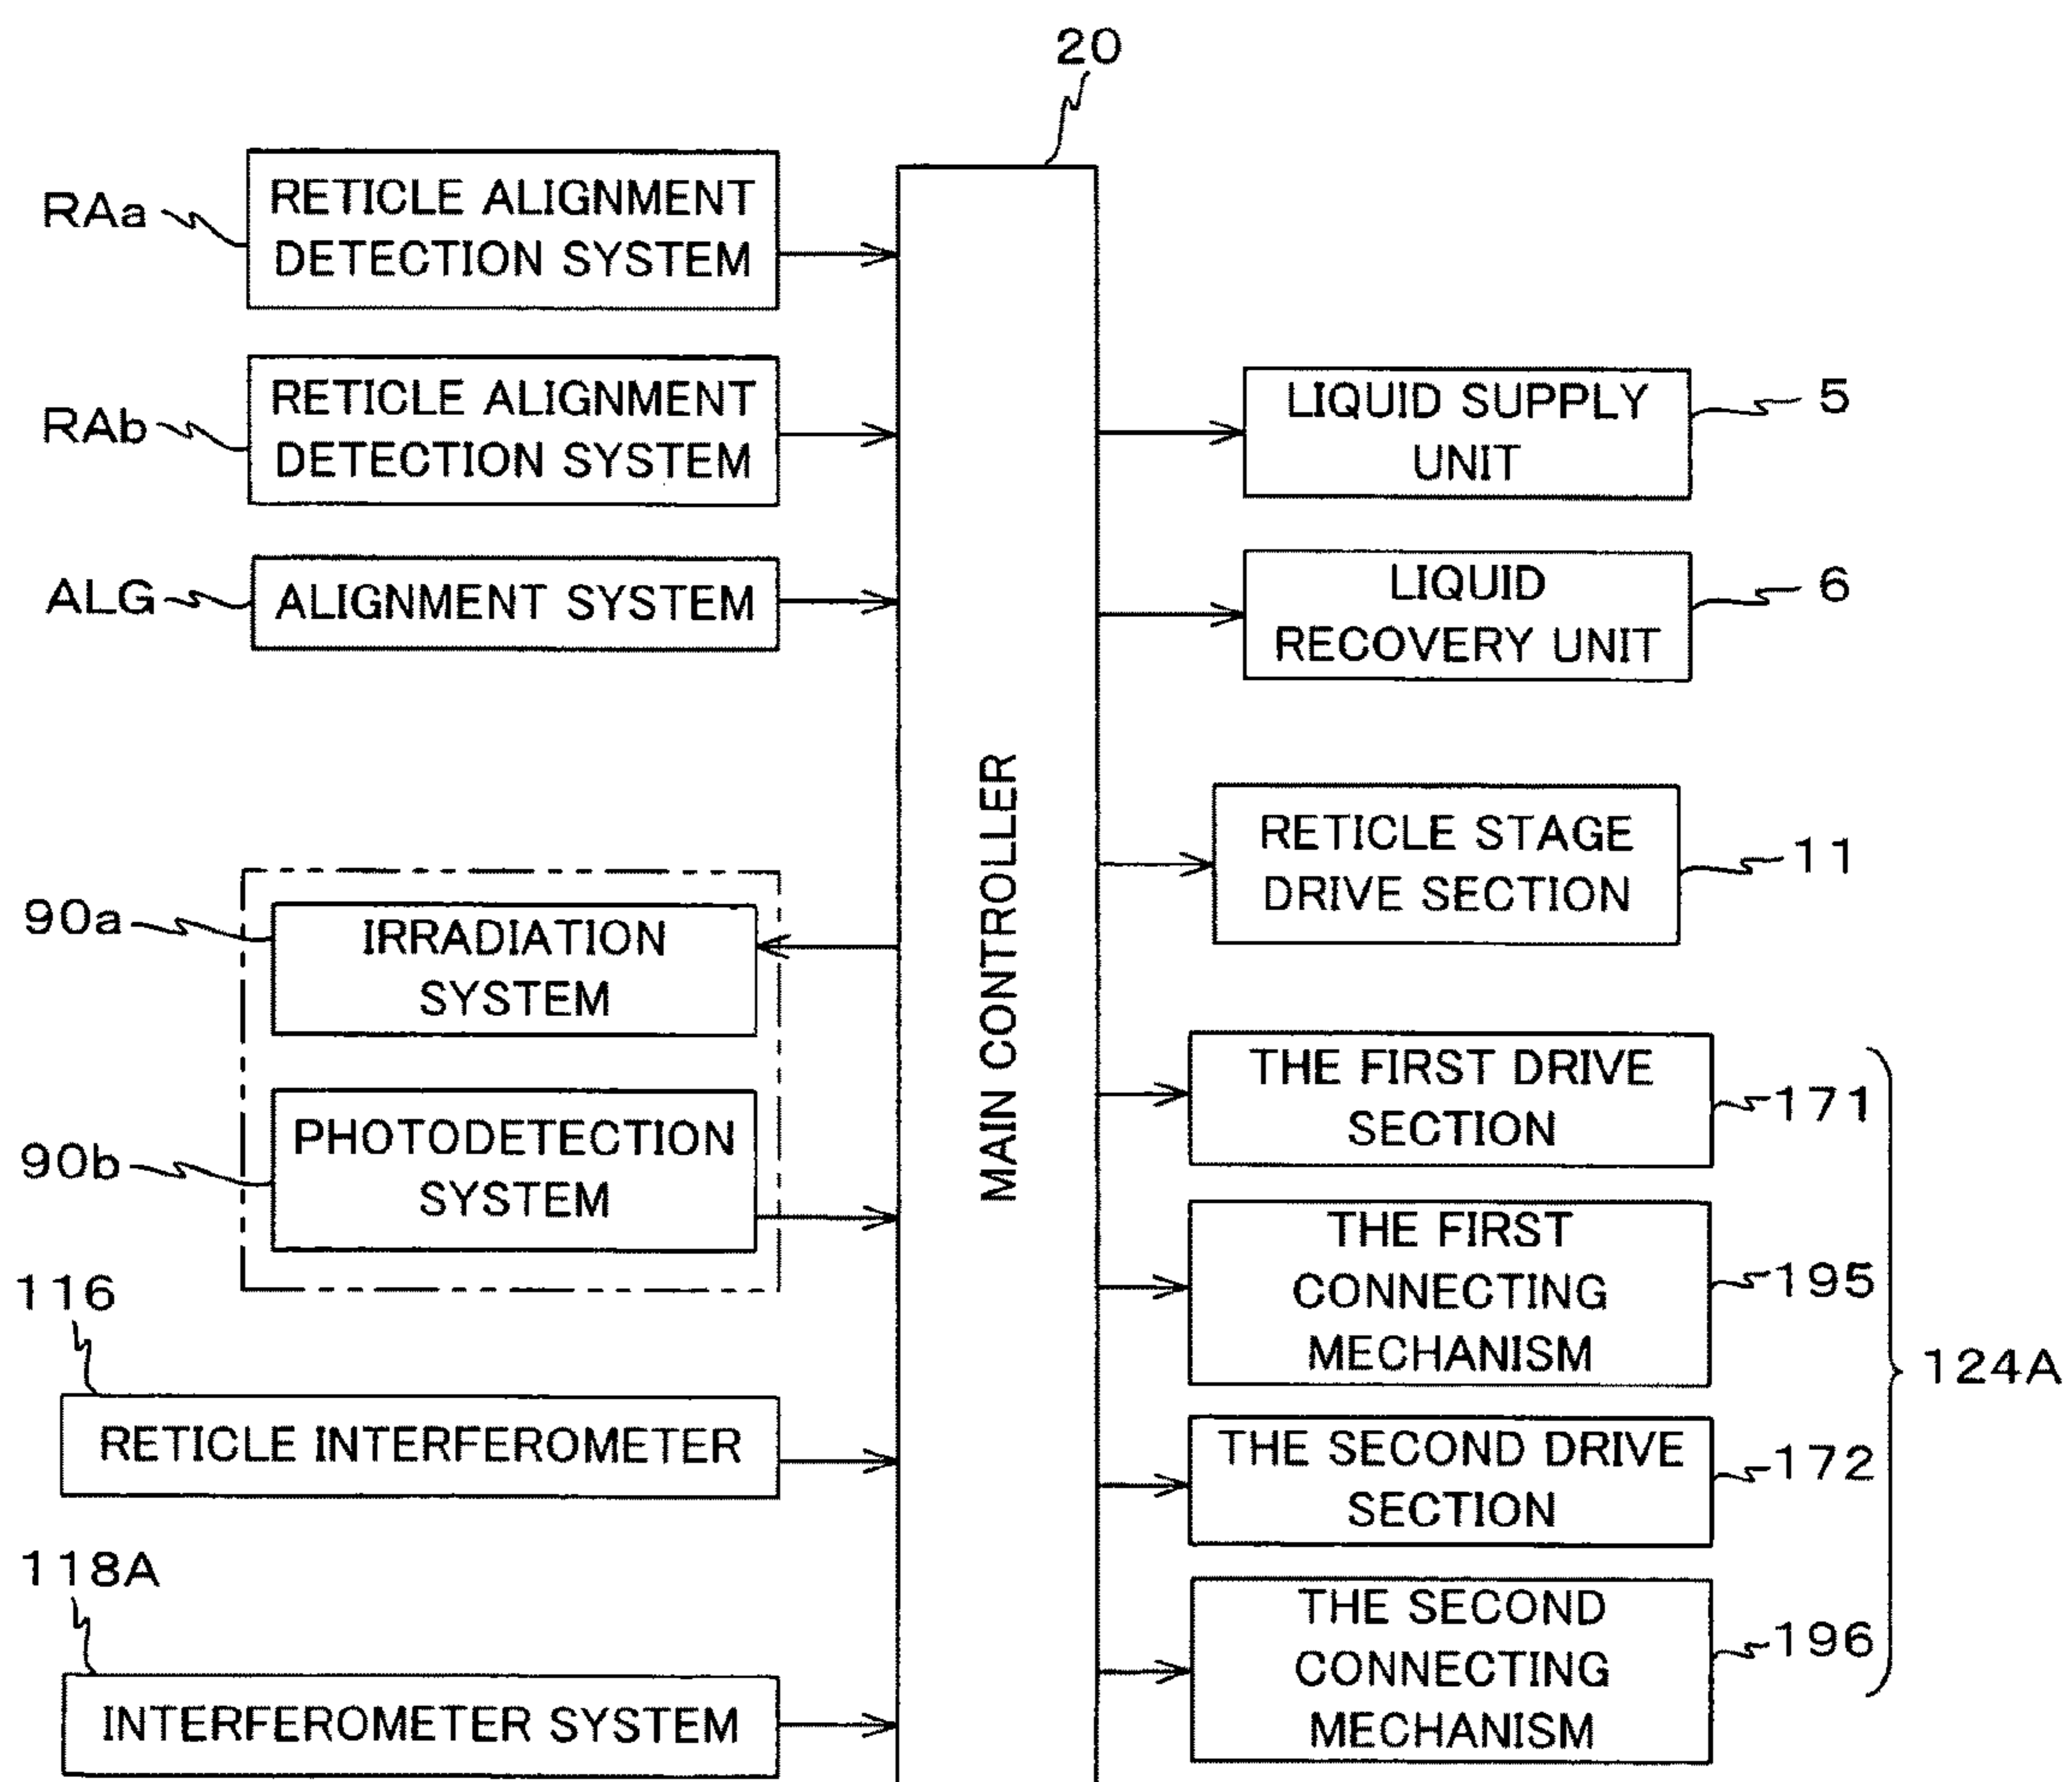 20
RAa
RETICLE ALIGNMENT
DETECTION SYSTEM
RAb
RETICLE ALIGNMENT
DETECTION SYSTEM
ALG
ALIGNMENT SYSTEM
90a
IRRADIATION
SYSTEM
90b
PHOTODETECTION
SYSTEM
116
RETICLE INTERFEROMETER
118A
INTERFEROMETER SYSTEM
MAIN CONTROLLER
LIQUID SUPPLY
UNIT
5
LIQUID
RECOVERY UNIT
6
RETICLE STAGE
DRIVE SECTION
11
THE FIRST DRIVE
SECTION
171
THE FIRST
CONNECTING
MECHANISM
195
THE SECOND DRIVE
SECTION
172
THE SECOND
CONNECTING
MECHANISM
196
124A